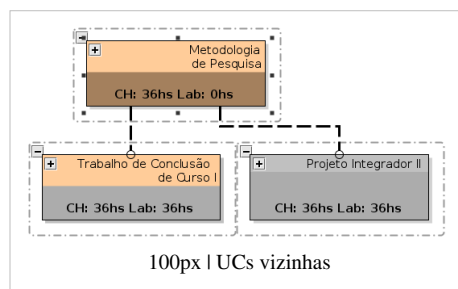 Metodologia
de Pesquisa
CH: 36hs Lab: 0hs
Trabalho de Conclusão
de Curso I
CH: 36hs Lab: 36hs
Projeto Integrador II
CH: 36hs Lab: 36hs
100px | UCs vizinhas